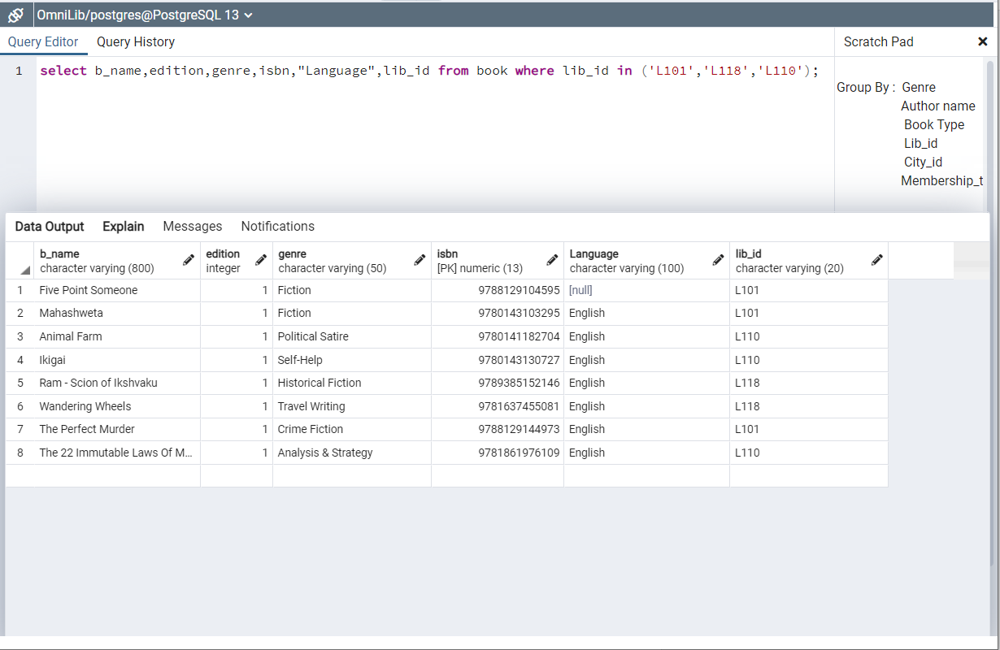 OmniLib/postgres@PostgreSQL 13
Query Editor Query History
Scratch Pad
1 select b_name,edition,genre,isbn,"Language",lib_id from book where lib_id in ('L101','L118','L110');
Group By : Genre
Author name
Book Type
Lib_id
City_id
Membership_t
Data Output Explain Messages Notifications
b_name edition genre isbn Language lib_id
character varying (800) integer character varying (50) [PK] numeric (13) character varying (100) character varying (20)
1 Five Point Someone 1 Fiction 9788129104595 [null] L101
2 Mahashweta 1 Fiction 9780143103295 English L101
3 Animal Farm 1 Political Satire 9780141182704 English L110
4 Ikigai 1 Self-Help 9780143130727 English L110
5 Ram - Scion of Ikshvaku 1 Historical Fiction 9789385152146 English L118
6 Wandering Wheels 1 Travel Writing 9781637455081 English L118
7 The Perfect Murder 1 Crime Fiction 9788129144973 English L101
8 The 22 Immutable Laws Of M... 1 Analysis & Strategy 9781861976109 English L110